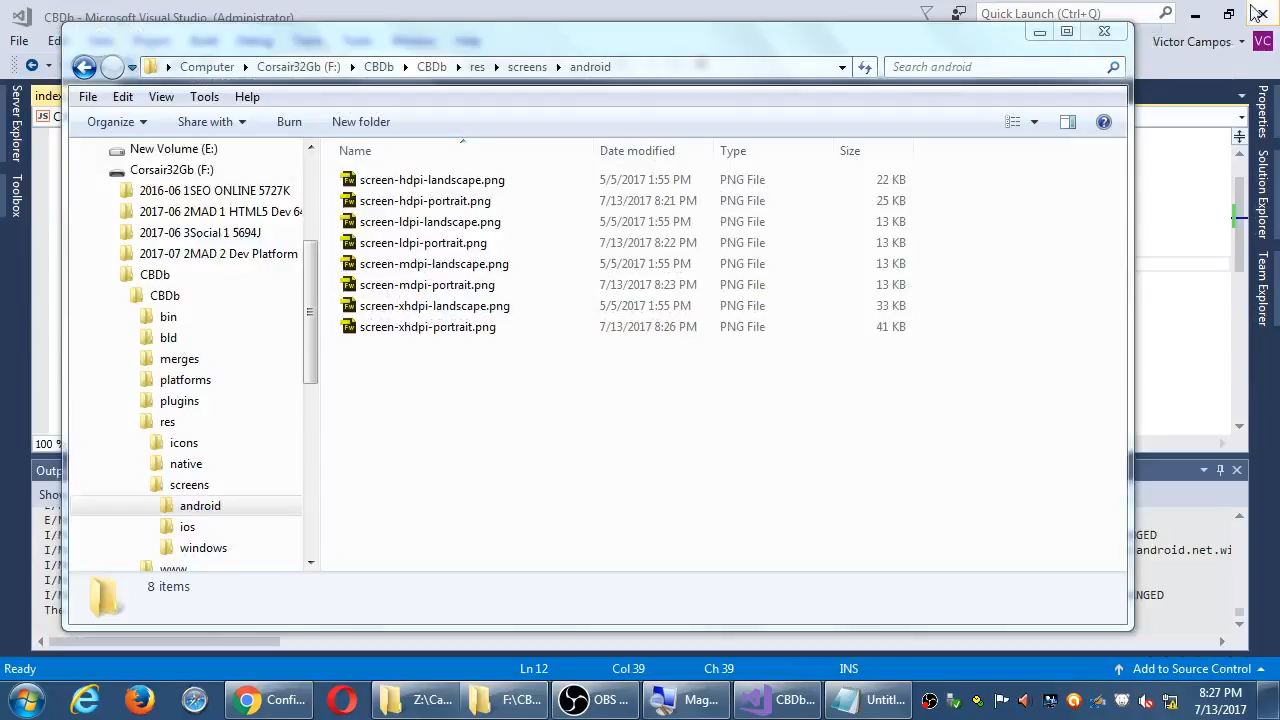 CBDb - Microsoft Visual Studio (Administrator)
Quick Launch (Ctrl+Q)
File
Victor Campos
VC
Computer
Corsair32Gb (F:)
CBDb
CBDb
res
screens
android
Search android
File Edit View Tools Help
Organize
Share with
Burn
New folder
Name
Date modified
Type
Size
screen-hdpi-landscape.png 5/5/2017 1:55 PM PNG File 22 KB
screen-hdpi-portrait.png 7/13/2017 8:21 PM PNG File 25 KB
screen-ldpi-landscape.png 5/5/2017 1:55 PM PNG File 13 KB
screen-ldpi-portrait.png 7/13/2017 8:22 PM PNG File 13 KB
screen-mdpi-landscape.png 5/5/2017 1:55 PM PNG File 13 KB
screen-mdpi-portrait.png 7/13/2017 8:23 PM PNG File 13 KB
screen-xhdpi-landscape.png 5/5/2017 1:55 PM PNG File 33 KB
screen-xhdpi-portrait.png 7/13/2017 8:26 PM PNG File 41 KB
New Volume (E:)
Corsair32Gb (F:)
2016-06 1SEO ONLINE 5727K
2017-06 2MAD 1 HTML5 Dev 64
2017-06 3Social 1 5694J
2017-07 2MAD 2 Dev Platform
CBDb
CBDb
bin
bld
merges
platforms
plugins
res
icons
native
screens
android
ios
windows
www
8 items
Server Explorer
Toolbox
Properties
Solution Explorer
Team Explorer
index
JS
100 %
Outp
Show
E/M
I/M
I/M
I/M
I/M
The
NGED
android.net.wi
NGED
Ready
Ln 12
Col 39
Ch 39
INS
Add to Source Control
Confi...
Z:\Ca...
F:\CB...
OBS ...
Mag...
CBDb...
Untitl...
8:27 PM
7/13/2017